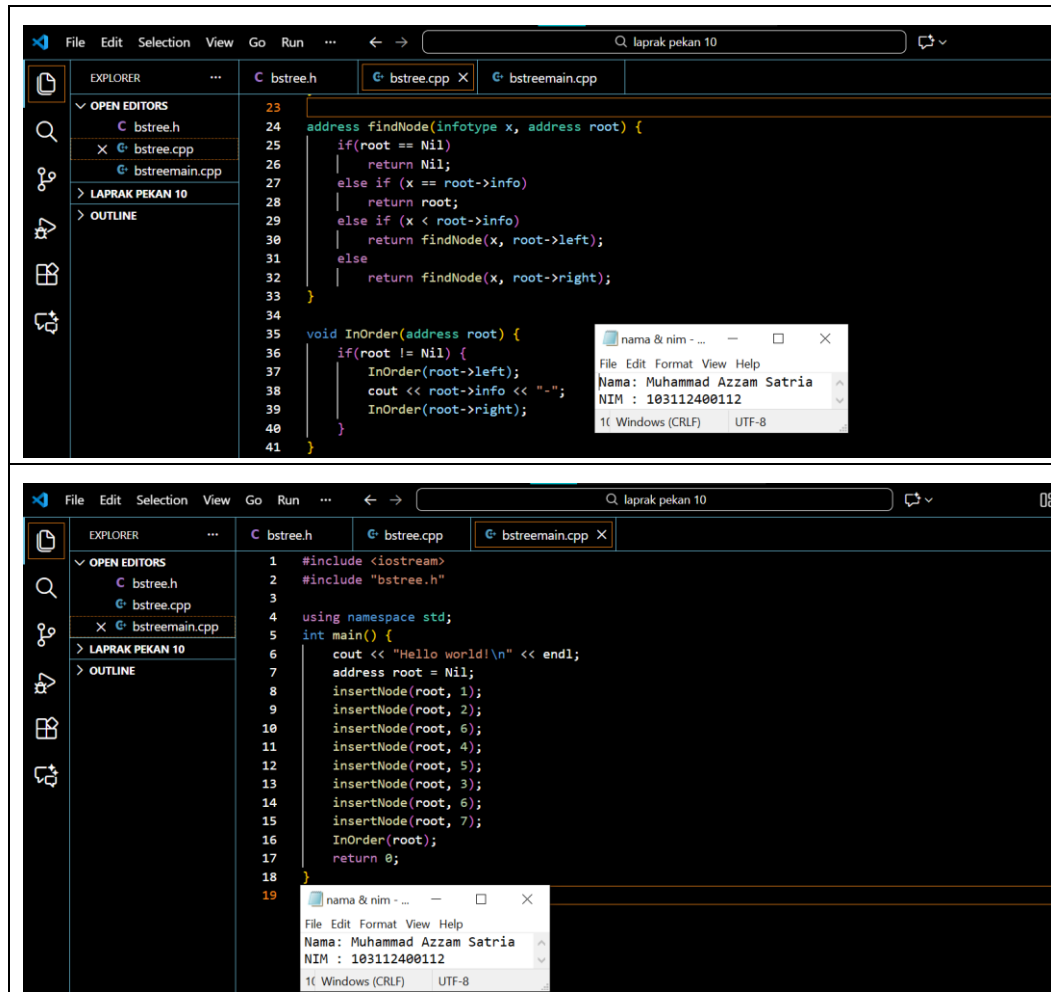 File Edit Selection View Go Run ··· ← → laprak pekan 10
EXPLORER ···
C bstree.h
bstree.cpp ×
bstreemain.cpp
OPEN EDITORS
C bstree.h
× bstree.cpp
bstreemain.cpp
LAPRAK PEKAN 10
OUTLINE
23
24 address findNode(infotype x, address root) {
25 if(root == Nil)
26 return Nil;
27 else if (x == root->info)
28 return root;
29 else if (x < root->info)
30 return findNode(x, root->left);
31 else
32 return findNode(x, root->right);
33 }
34
35 void InOrder(address root) {
36 if(root != Nil) {
37 InOrder(root->left);
38 cout << root->info << "-";
39 InOrder(root->right);
40 }
41 }
nama & nim - ...
File Edit Format View Help
Nama: Muhammad Azzam Satria
NIM : 103112400112
Windows (CRLF) UTF-8
File Edit Selection View Go Run ··· ← → laprak pekan 10
EXPLORER ···
C bstree.h
bstree.cpp
bstreemain.cpp ×
OPEN EDITORS
C bstree.h
bstree.cpp
× bstreemain.cpp
LAPRAK PEKAN 10
OUTLINE
1 #include <iostream>
2 #include "bstree.h"
3
4 using namespace std;
5 int main() {
6 cout << "Hello world!\n" << endl;
7 address root = Nil;
8 insertNode(root, 1);
9 insertNode(root, 2);
10 insertNode(root, 6);
11 insertNode(root, 4);
12 insertNode(root, 5);
13 insertNode(root, 3);
14 insertNode(root, 6);
15 insertNode(root, 7);
16 InOrder(root);
17 return 0;
18 }
19
nama & nim - ...
File Edit Format View Help
Nama: Muhammad Azzam Satria
NIM : 103112400112
Windows (CRLF) UTF-8